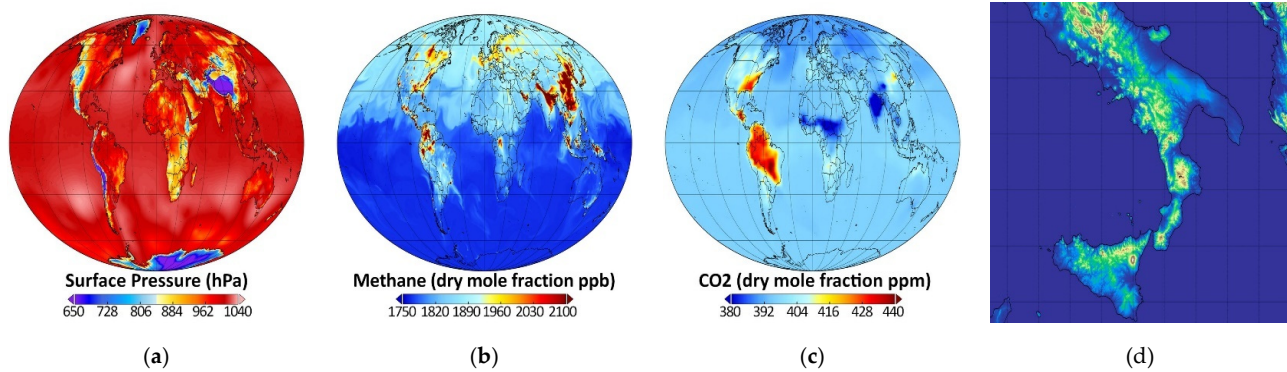 Surface Pressure (hPa)
650 728 806 884 962 1040
(a)
Methane (dry mole fraction ppb)
1750 1820 1890 1960 2030 2100
(b)
CO2 (dry mole fraction ppm)
380 392 404 416 428 440
(c)
(d)